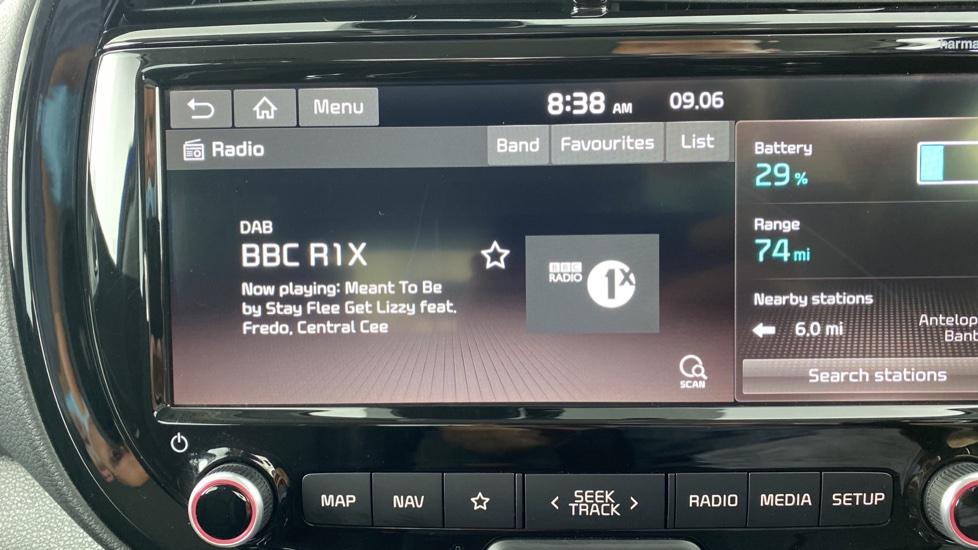 harma
Menu
8:38 AM
09.06
Radio
Band
Favourites
List
Battery
29 %
DAB
BBC R1X
Now playing: Meant To Be
by Stay Flee Get Lizzy feat.
Fredo, Central Cee
BBC
RADIO
1X
SCAN
Range
74 mi
Nearby stations
6.0 mi
Antelop
Bant
Search stations
MAP
NAV
SEEK
TRACK
RADIO
MEDIA
SETUP